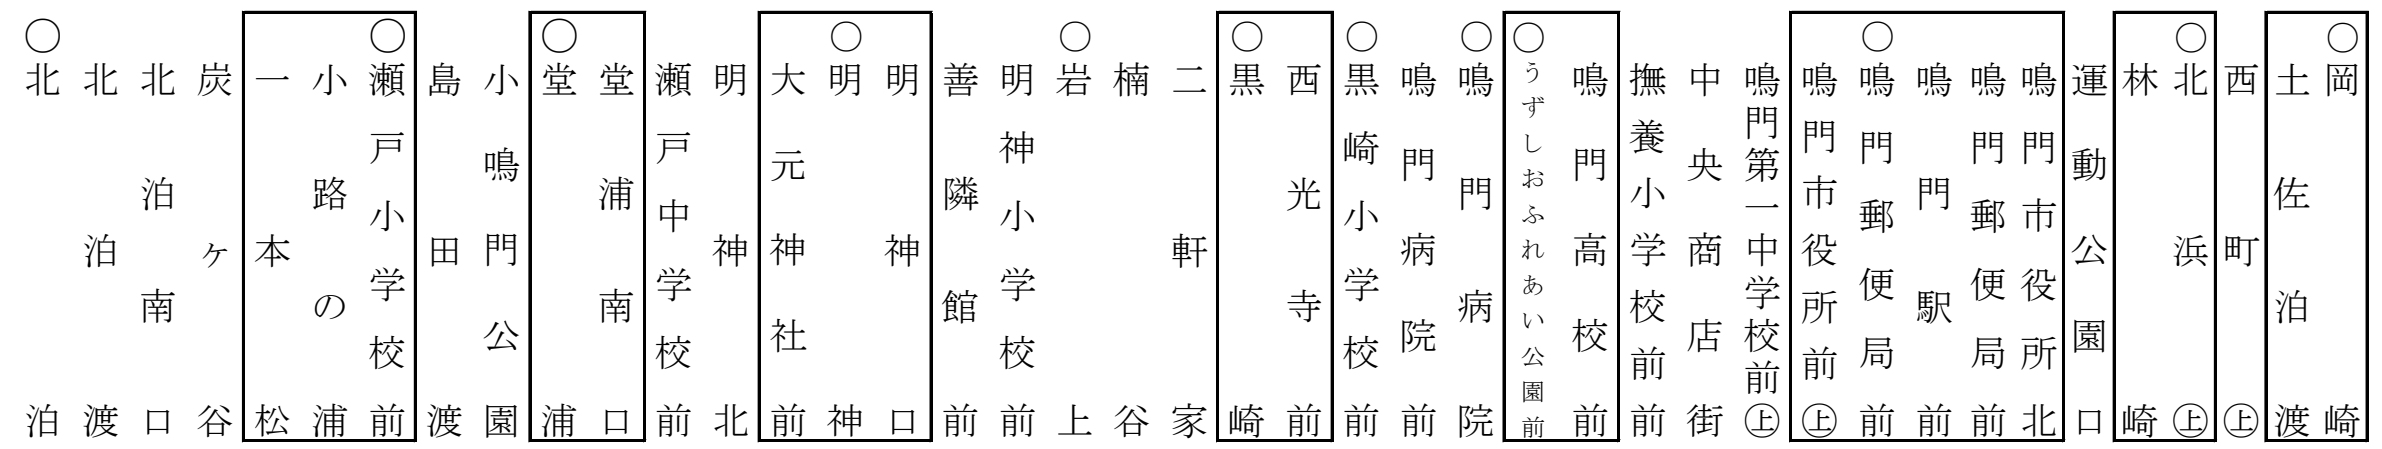 ○岡崎
土佐泊渡
西町㊤
○北浜㊤
林崎
運動公園口
鳴門市役所北
鳴門郵便局前
鳴門駅前
○鳴門郵便局前
鳴門市役所前㊤
鳴門第一中学校前㊤
中央商店街
撫養小学校前
鳴門高校前
○うずしおふれあい公園前
○鳴門病院
鳴門病院前
○黒崎小学校前
西光寺前
○黒崎
二軒家
楠谷
○岩上
明神小学校前
善隣館前
明神口
○明神
大元神社前
明神北
瀬戸中学校前
堂浦南口
○堂浦
小鳴門公園
島田渡
○瀬戸小学校前
小路の浦
一本松
炭ヶ谷
北泊南口
北泊渡
○北泊